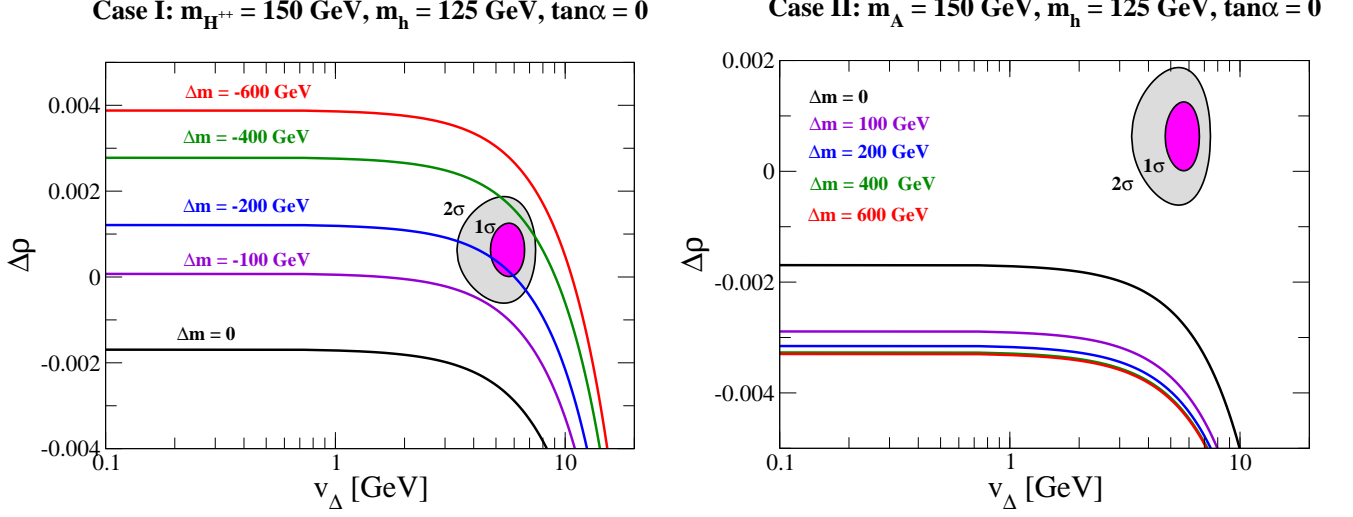 Case I: m_H⁺⁺ = 150 GeV, m_h = 125 GeV, tanα = 0
0.004
0.002
0
-0.002
-0.004
Δρ
Δm = -600 GeV
Δm = -400 GeV
Δm = -200 GeV
Δm = -100 GeV
Δm = 0
2σ
1σ
0.1
1
10
v_Δ [GeV]
Case II: m_A = 150 GeV, m_h = 125 GeV, tanα = 0
0.002
0
-0.002
-0.004
Δρ
Δm = 0
Δm = 100 GeV
Δm = 200 GeV
Δm = 400 GeV
Δm = 600 GeV
1σ
2σ
0.1
1
10
v_Δ [GeV]